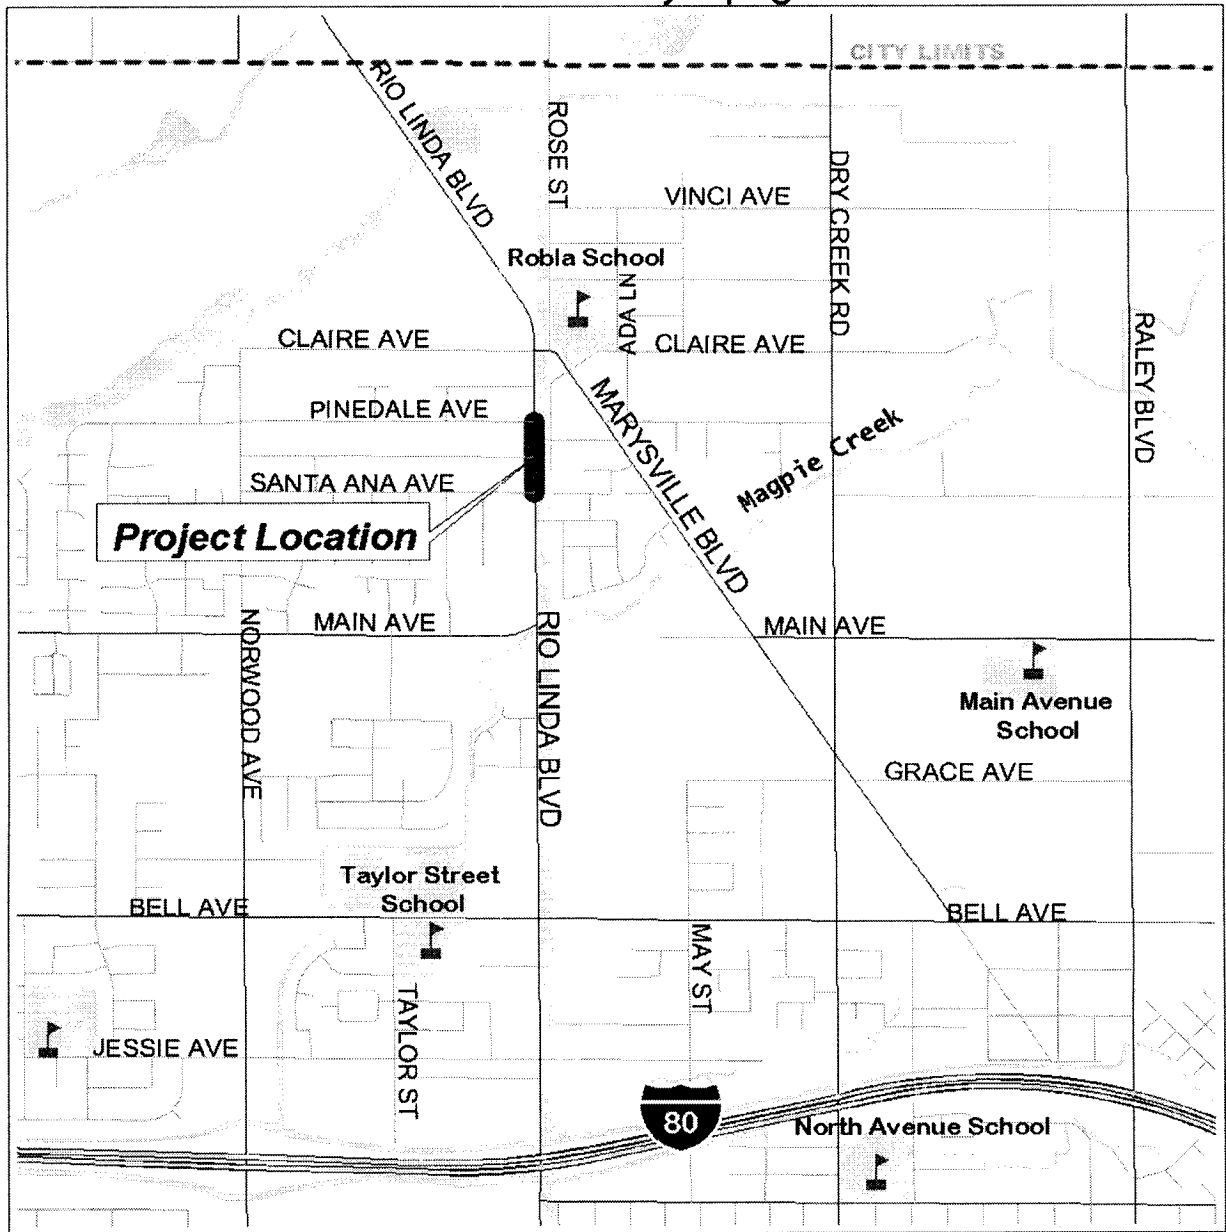 CITY LIMITS
RIO LINDA BLVD
ROSE ST
DRY CREEK RD
VINCI AVE
Robla School
ADA LN
RALEY BLVD
CLAIRE AVE
CLAIRE AVE
PINEDALE AVE
MARYSVILLE BLVD
Magpie Creek
SANTA ANA AVE
Project Location
NORWOOD AVE
MAIN AVE
RIO LINDA BLVD
MAIN AVE
Main Avenue
School
GRACE AVE
Taylor Street
School
BELL AVE
BELL AVE
MAY ST
TAYLOR ST
JESSIE AVE
80
North Avenue School